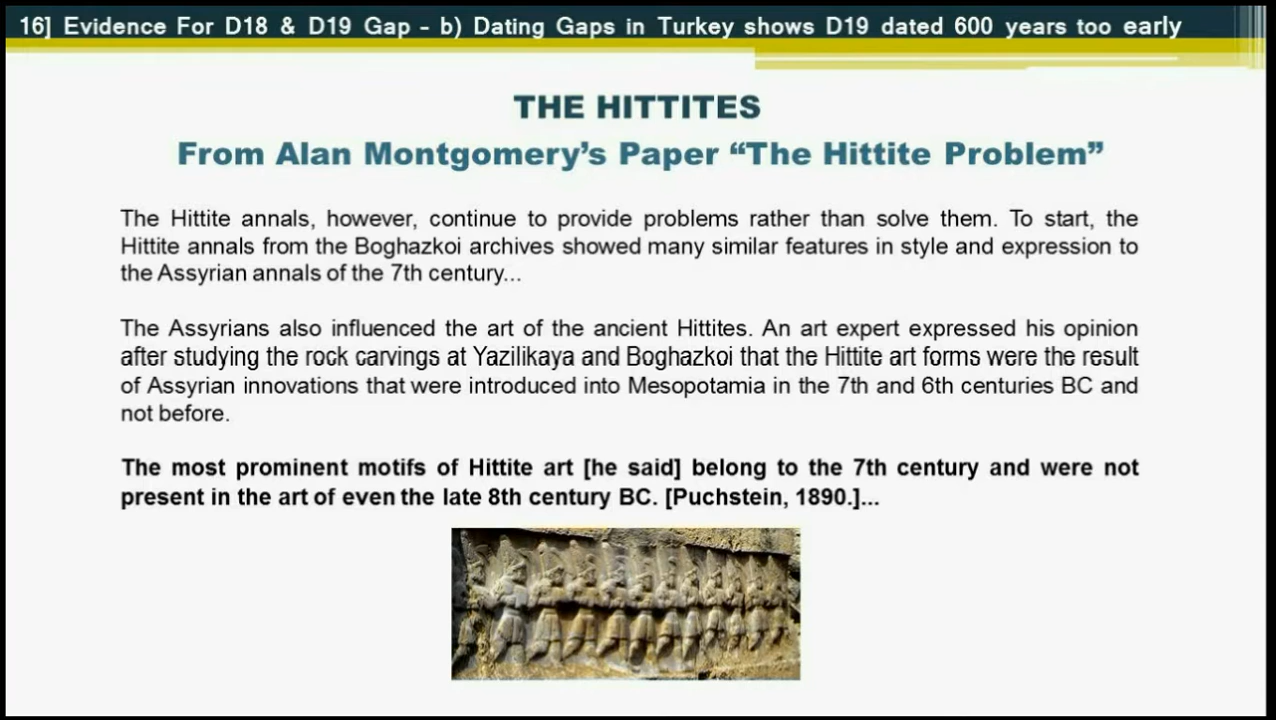 16] Evidence For D18 & D19 Gap - b) Dating Gaps in Turkey shows D19 dated 600 years too early
THE HITTITES
From Alan Montgomery's Paper “The Hittite Problem”
The Hittite annals, however, continue to provide problems rather than solve them. To start, the
Hittite annals from the Boghazkoi archives showed many similar features in style and expression to
the Assyrian annals of the 7th century...
The Assyrians also influenced the art of the ancient Hittites. An art expert expressed his opinion
after studying the rock carvings at Yazilikaya and Boghazkoi that the Hittite art forms were the result
of Assyrian innovations that were introduced into Mesopotamia in the 7th and 6th centuries BC and
not before.
The most prominent motifs of Hittite art [he said] belong to the 7th century and were not
present in the art of even the late 8th century BC. [Puchstein, 1890.]...